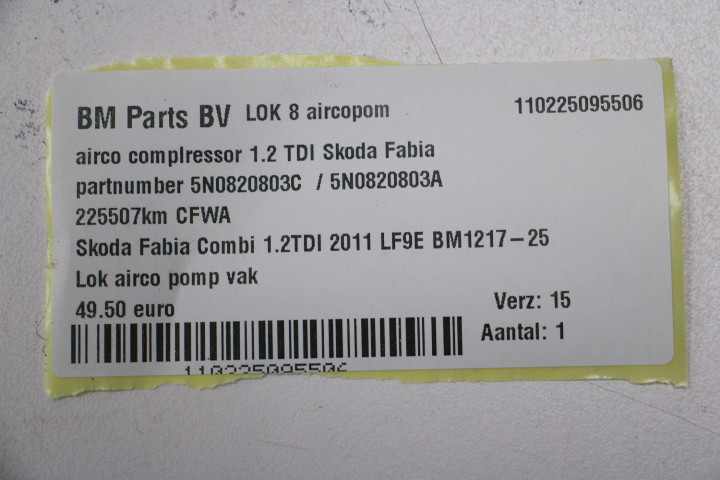 BM Parts BV LOK 8 aircopom 110225095506
airco complressor 1.2 TDI Skoda Fabia
partnumber 5N0820803C / 5N0820803A
225507km CFWA
Skoda Fabia Combi 1.2TDI 2011 LF9E BM1217-25
Lok airco pomp vak
49.50 euro Verz: 15
Aantal: 1
110225095506